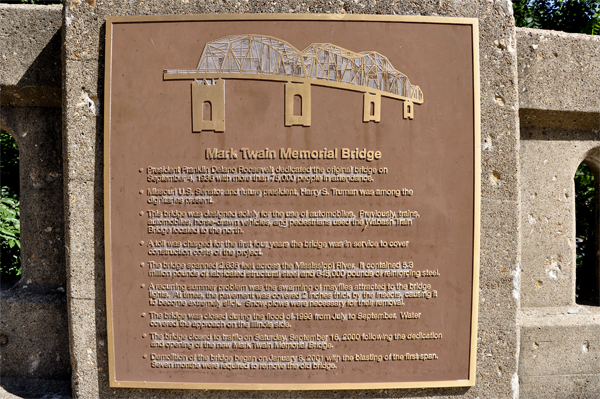 Mark Twain Memorial Bridge
• President Franklin Delano Roosevelt dedicated the original bridge on
September 4, 1936 with more than 75,000 people in attendance.
• Missouri U.S. Senator and future president, Harry S. Truman was among the
dignitaries present.
• This bridge was designed solely for the use of automobiles. Previously, trains,
automobiles, horse-drawn vehicles, and pedestrians used the Wabash Train
Bridge located to the north.
• A toll was charged for the first four years the bridge was in service to cover
construction costs of the project.
• The bridge spanned feet across the Mississippi River. It contained
million pounds of fabricated structural steel and pounds of reinforcing steel.
• A recurring summer problem was the swarming of mayflies attracted to the bridge
lights. At times, the pavement was covered inches thick by the insects, causing it
to become extremely slick. Snow plows were necessary for their removal.
• The bridge was closed during the flood of 1993 from July to September. Water
covered the approach on the Illinois side.
• The bridge closed to traffic on Saturday, September 16, 2000 following the dedication
and opening of the new Mark Twain Memorial Bridge.
• Demolition of the bridge began on January 2001 with the blasting of the first span.
Seven months were required to remove the old bridge.